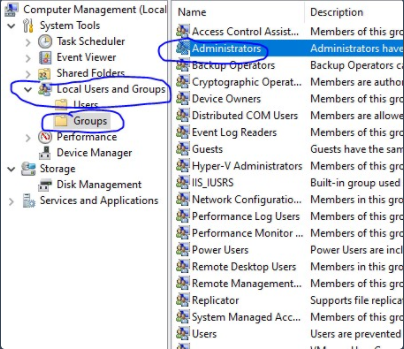 Computer Management (Local
System Tools
Task Scheduler
Event Viewer
Shared Folders
Local Users and Groups
Users
Groups
Performance
Device Manager
Storage
Disk Management
Services and Applications
Name Description
Access Control Assist... Members of this gro
Administrators Administrators have
Backup Operators Backup Operators ca
Cryptographic Operat... Members are author
Device Owners Members of this gro
Distributed COM Users Members are allowe
Event Log Readers Members of this gro
Guests Guests have the sam
Hyper-V Administrators Members of this gro
IIS_IUSRS Built-in group used
Network Configuratio... Members in this grou
Performance Log Users Members of this gro
Performance Monitor ... Members of this gro
Power Users Power Users are incl
Remote Desktop Users Members in this grou
Remote Management... Members of this gro
Replicator Supports file replicat
System Managed Acc... Members of this gro
Users Users are prevented